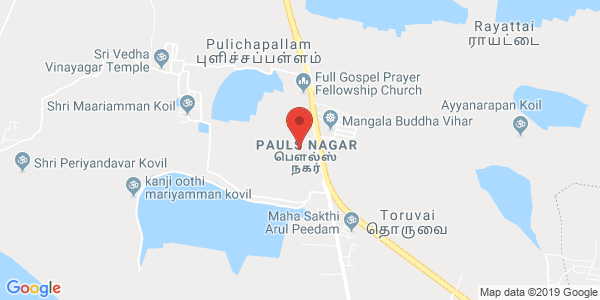 Rayattai
ராயட்டை
Pulichapallam
புளிச்சப்பள்ளம்
Sri Vedha
Vinayagar Temple
Full Gospel Prayer
Fellowship Church
Shri Maariamman Koil
Ayyanarapan Koil
Mangala Buddha Vihar
PAULS NAGAR
பௌல்ஸ்
நகர்
Shri Periyandavar Kovil
kanji oothi
mariyamman kovil
Maha Sakthi
Arul Peedam
Toruvai
தொருவை
Google
Map data ©2019 Google